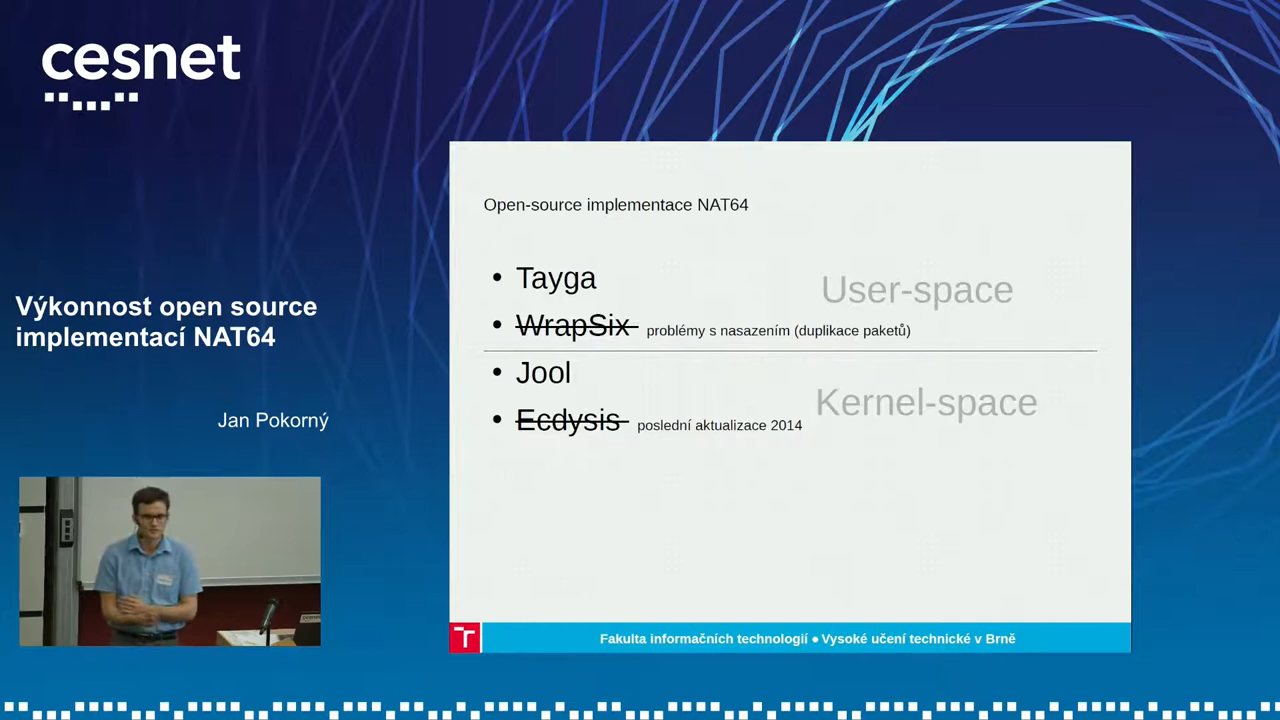 cesnet
Výkonnost open source
implementací NAT64
Jan Pokorný
Open-source implementace NAT64
• Tayga
User-space
• WrapSix problémy s nasazením (duplikace paketů)
• Jool
Kernel-space
• Ecdysis poslední aktualizace 2014
Fakulta informačních technologií ● Vysoké učení technické v Brně